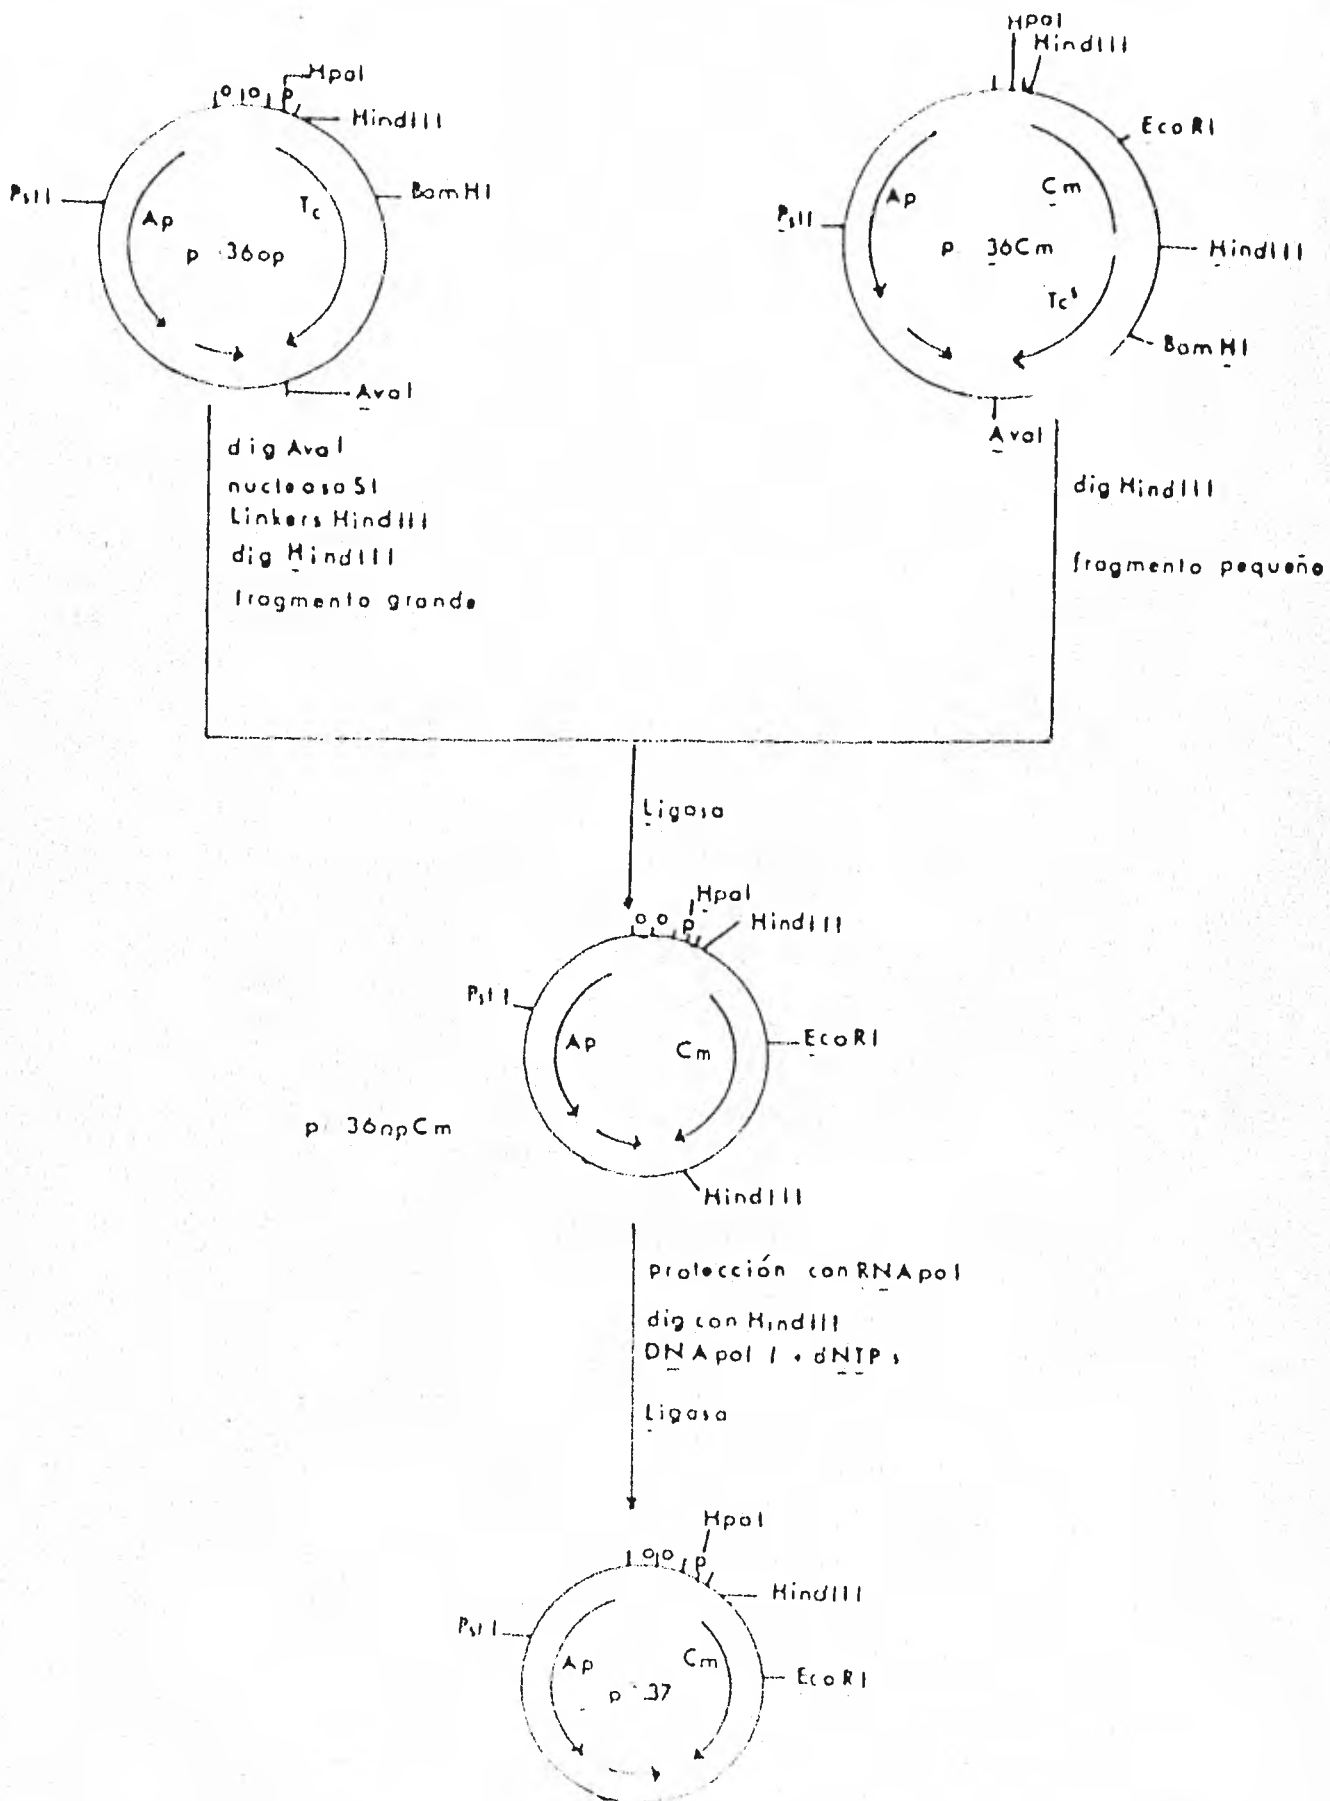 HpaI
o o p
HindIII
PstI
BamHI
Ap
Tc
p 36op
AvaI
HpaI
HindIII
EcoRI
PstI
Ap
Cm
p 36Cm
HindIII
Tcs
BamHI
AvaI
dig AvaI
nucleasa SI
Linkers HindIII
dig HindIII
fragmento grande
dig HindIII
fragmento pequeño
Ligasa
HpaI
o o p
HindIII
PstI
Ap
Cm
EcoRI
p 36opCm
HindIII
protección con RNApol
dig con HindIII
DNApol I + dNTPs
Ligasa
HpaI
o o p
HindIII
PstI
Ap
Cm
p 37
EcoRI